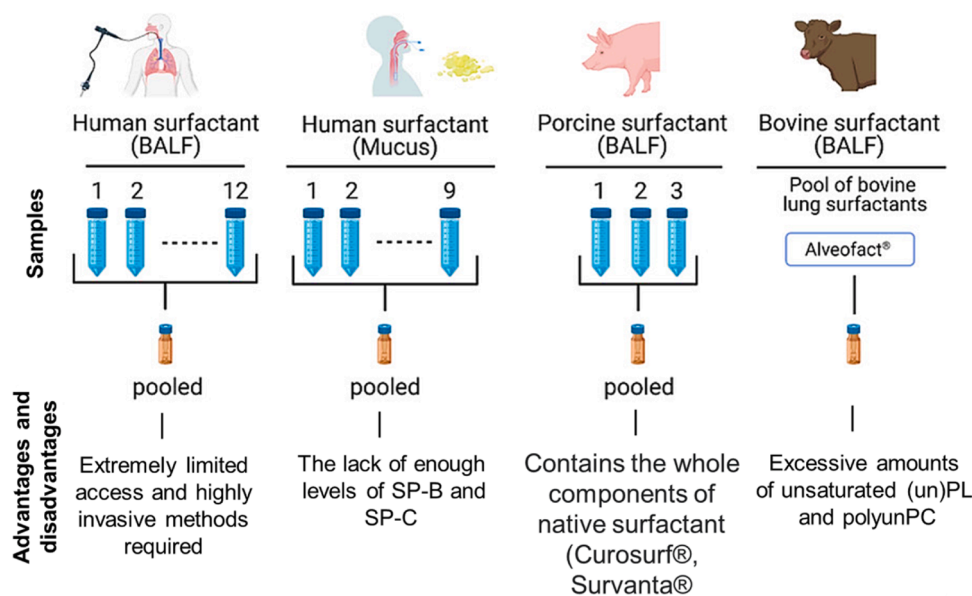 Human surfactant
(BALF)
Human surfactant
(Mucus)
Porcine surfactant
(BALF)
Bovine surfactant
(BALF)
Samples
1 2 12
1 2 9
1 2 3
Pool of bovine
lung surfactants
Alveofact®
pooled
pooled
pooled
Advantages and
disadvantages
Extremely limited
access and highly
invasive methods
required
The lack of enough
levels of SP-B and
SP-C
Contains the whole
components of
native surfactant
(Curosurf®,
Survanta®
Excessive amounts
of unsaturated (un)PL
and polyunPC